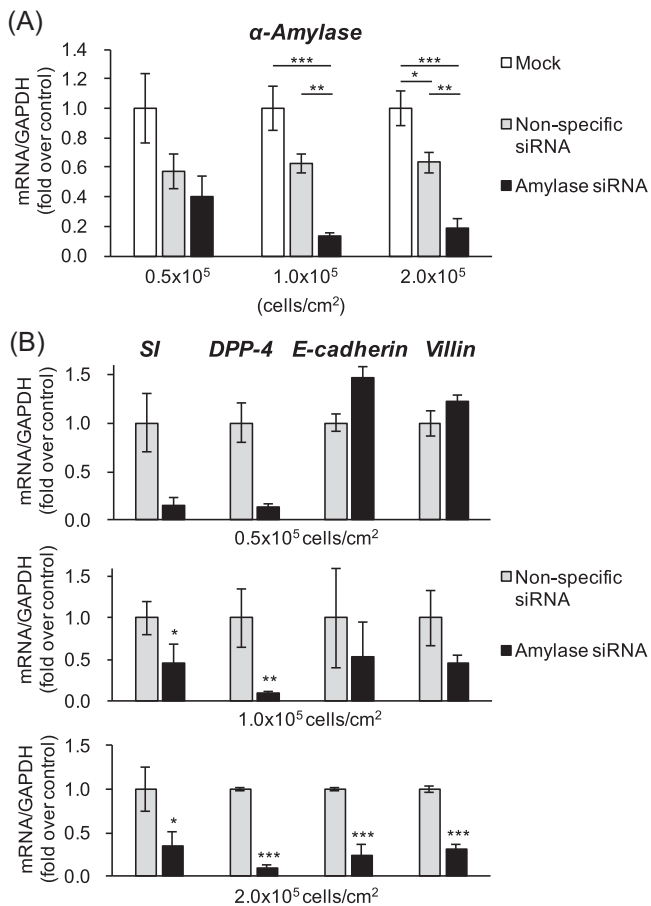 (A)
α-Amylase
mRNA/GAPDH
(fold over control)
1.4
1.2
1.0
0.8
0.6
0.4
0.2
0.0
*** ***
* **
**
0.5x10⁵ 1.0x10⁵ 2.0x10⁵
(cells/cm²)
Mock
Non-specific
siRNA
Amylase siRNA
(B)
SI DPP-4 E-cadherin Villin
mRNA/GAPDH
(fold over control)
1.5
1.0
0.5
0.0
0.5x10⁵ cells/cm²
mRNA/GAPDH
(fold over control)
1.5
1.0
0.5
0.0
* **
1.0x10⁵ cells/cm²
Non-specific
siRNA
Amylase siRNA
mRNA/GAPDH
(fold over control)
1.5
1.0
0.5
0.0
* *** *** ***
2.0x10⁵ cells/cm²